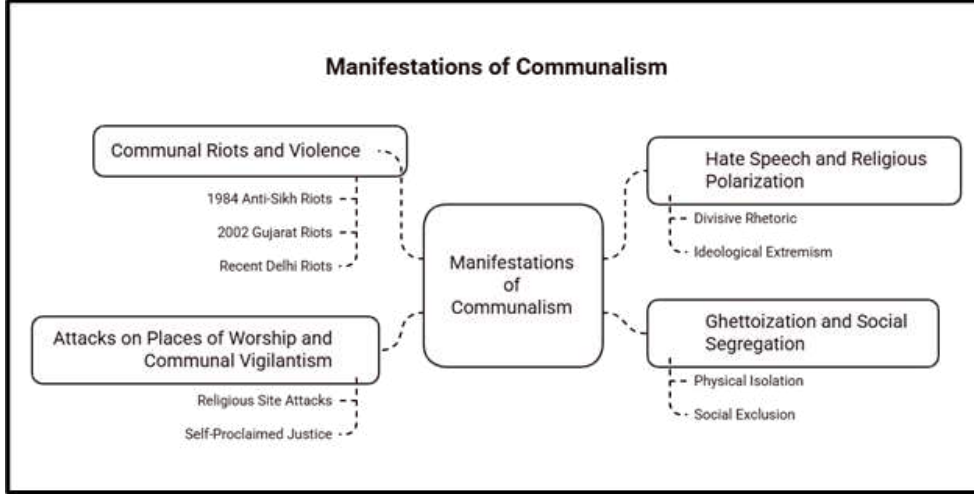 Manifestations of Communalism
Communal Riots and Violence
1984 Anti-Sikh Riots
2002 Gujarat Riots
Recent Delhi Riots
Attacks on Places of Worship and
Communal Vigilantism
Religious Site Attacks
Self-Proclaimed Justice
Manifestations
of
Communalism
Hate Speech and Religious
Polarization
Divisive Rhetoric
Ideological Extremism
Ghettoization and Social
Segregation
Physical Isolation
Social Exclusion